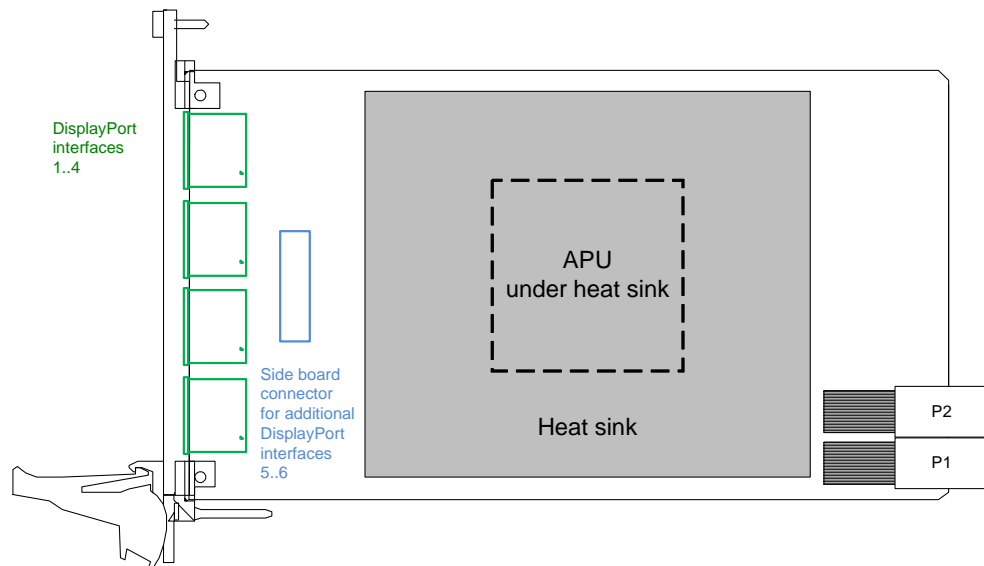 DisplayPort
interfaces
1..4
APU
under heat sink
Side board
connector
for additional
DisplayPort
interfaces
5..6
Heat sink
P2
P1